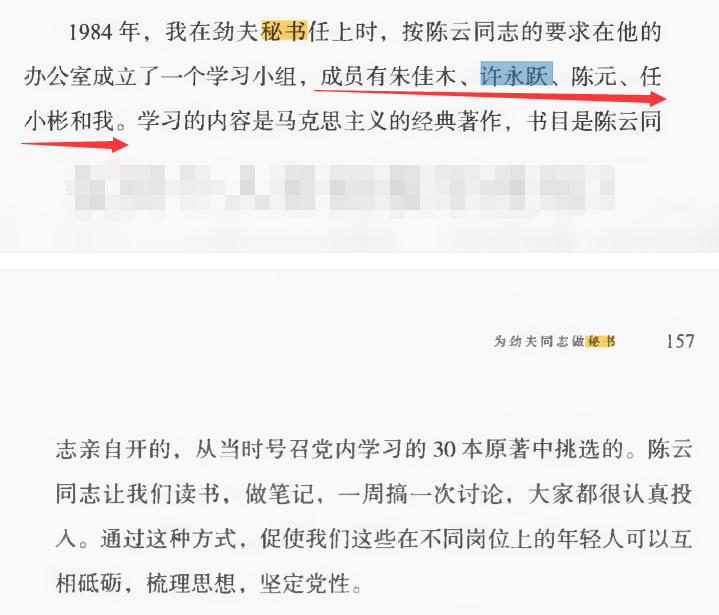 1984年，我在劲夫秘书任上时，按陈云同志的要求在他的
办公室成立了一个学习小组，成员有朱佳木、许永跃、陈元、任
小彬和我。学习的内容是马克思主义的经典著作，书目是陈云同
为劲夫同志做秘书 157
志亲自开的，从当时号召党内学习的30本原著中挑选的。陈云
同志让我们读书，做笔记，一周搞一次讨论，大家都很认真投
入。通过这种方式，促使我们这些在不同岗位上的年轻人可以互
相砥砺，梳理思想，坚定党性。